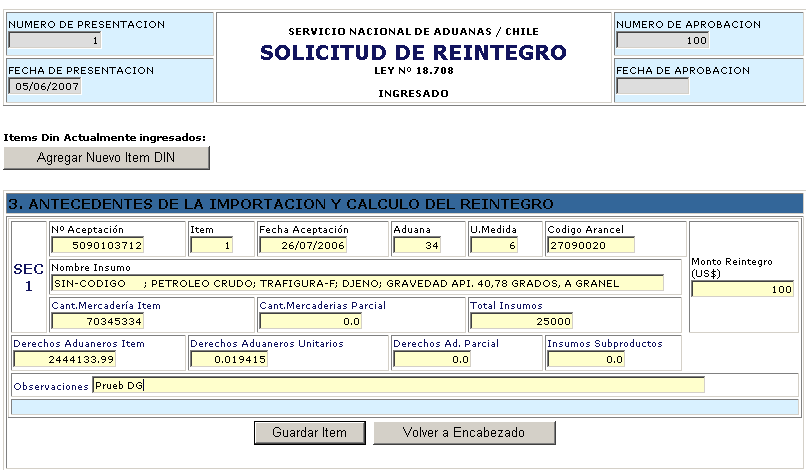 NUMERO DE PRESENTACION
1
FECHA DE PRESENTACION
05/06/2007
SERVICIO NACIONAL DE ADUANAS / CHILE
SOLICITUD DE REINTEGRO
LEY Nº 18.708
INGRESADO
NUMERO DE APROBACION
100
FECHA DE APROBACION
Items Din Actualmente ingresados:
Agregar Nuevo Item DIN
3. ANTECEDENTES DE LA IMPORTACION Y CALCULO DEL REINTEGRO
SEC 1
Nº Aceptación Item Fecha Aceptación Aduana U.Medida Codigo Arancel
5090103712 1 26/07/2006 34 6 27090020
Nombre Insumo
SIN-CODIGO ; PETROLEO CRUDO; TRAFIGURA-F; DJENO; GRAVEDAD API. 40,78 GRADOS, A GRANEL
Monto Reintegro (US$)
100
Cant.Mercadería Item Cant.Mercaderias Parcial Total Insumos
70345334 0.0 25000
Derechos Aduaneros Item Derechos Aduaneros Unitarios Derechos Ad. Parcial Insumos Subproductos
2444133.99 0.019415 0.0 0.0
Observaciones Prueb DG
Guardar Item Volver a Encabezado